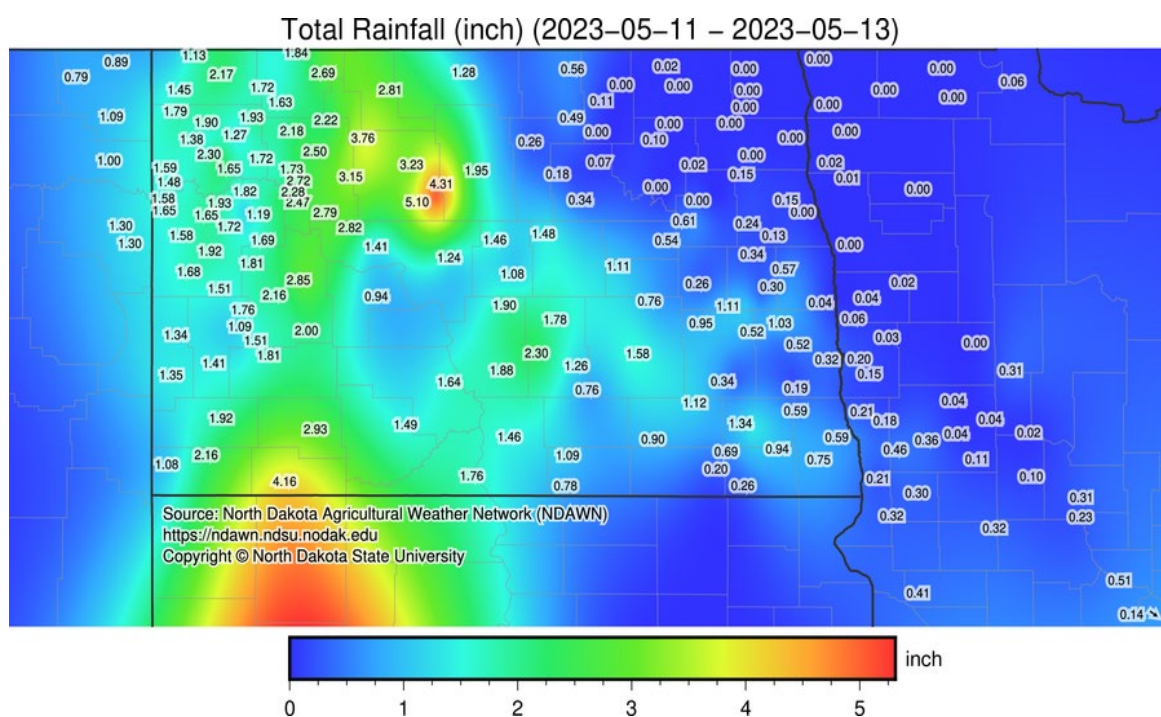 Total Rainfall (inch) (2023-05-11 - 2023-05-13)
1.13 1.84 0.00
0.89 0.02
0.79 2.17 2.69 1.28 0.56 0.00 0.00
0.06
1.45 1.72 2.81 0.00 0.00 0.00 0.00
1.63 0.11 0.00
1.79 0.00 0.00
1.09 1.93 0.49
1.90 2.22 0.00 0.00
1.38 1.27 2.18 0.00 0.00
3.76 0.26 0.10 0.00
2.30 2.50 0.00
1.00 1.72 0.07 0.02
1.59 1.65 1.73 3.23 1.95 0.02
1.48 2.72 3.15 0.18 0.15 0.01
1.82 2.28 4.31 0.00 0.00
1.58 1.93 2.47 5.10 0.34 0.00 0.15
1.65 1.65 1.19 2.79 0.00
1.30 1.72 2.82 0.61 0.24
1.58 1.69 1.46 1.48 0.54 0.13
1.30 1.92 1.41 0.00
1.81 1.24 0.34
1.68 1.08 1.11 0.57
1.51 2.85 0.26 0.30 0.02
2.16 0.94 0.76 0.04 0.04
1.76 1.90 1.11
1.09 1.78 0.95 1.03 0.06
1.34 1.51 2.00 0.52 0.03
1.81 2.30 1.58 0.52 0.00
1.41 1.26 0.32 0.20
1.35 1.88 0.15 0.31
1.64 0.76 0.34 0.19
1.12 0.04
1.92 1.49 1.34 0.59 0.21 0.18 0.04
2.93 1.46 0.90 0.59 0.36 0.04 0.02
2.16 1.09 0.69 0.94 0.46
1.08 0.20 0.75 0.11
4.16 1.76 0.78 0.26 0.21 0.10
0.30 0.31
0.32 0.23
0.32
Source: North Dakota Agricultural Weather Network (NDAWN)
https://ndawn.ndsu.nodak.edu
Copyright © North Dakota State University
0.51
0.41
0.14
inch
0 1 2 3 4 5